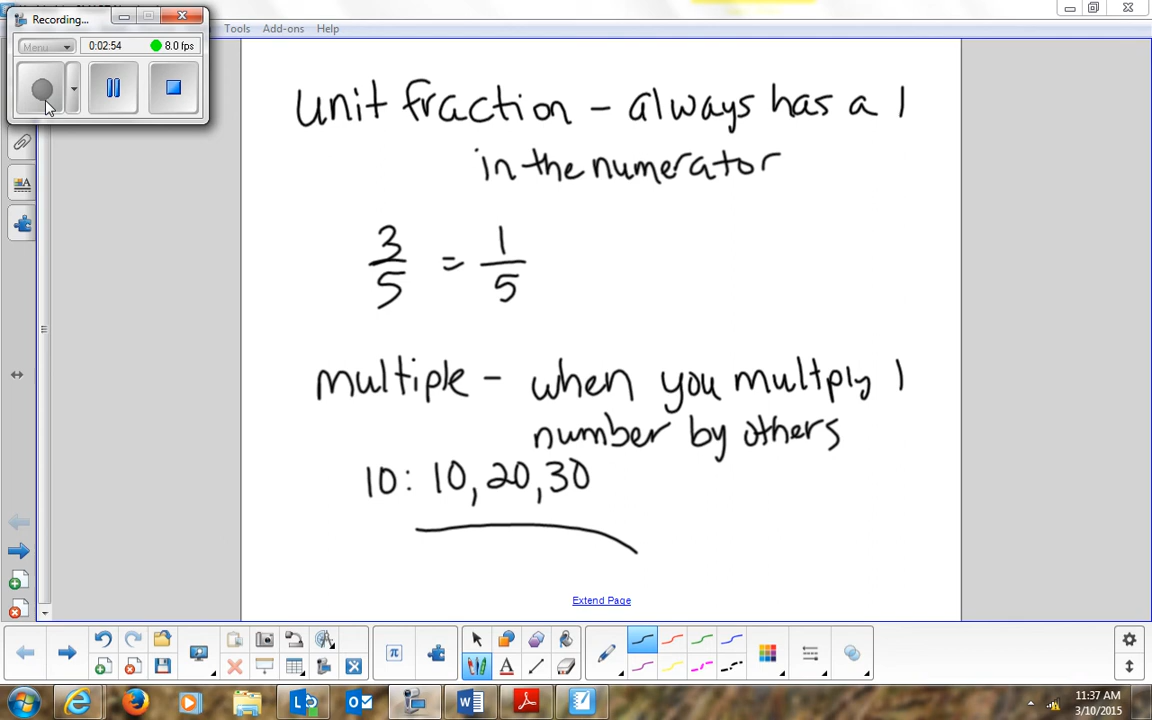 Recording...
Menu
0:02:54
8.0 fps
Tools Add-ons Help
unit fraction - always has a 1
in the numerator
3/5 = 1/5
multiple - when you multply 1
number by others
10: 10, 20, 30
Extend Page
11:37 AM
3/10/2015